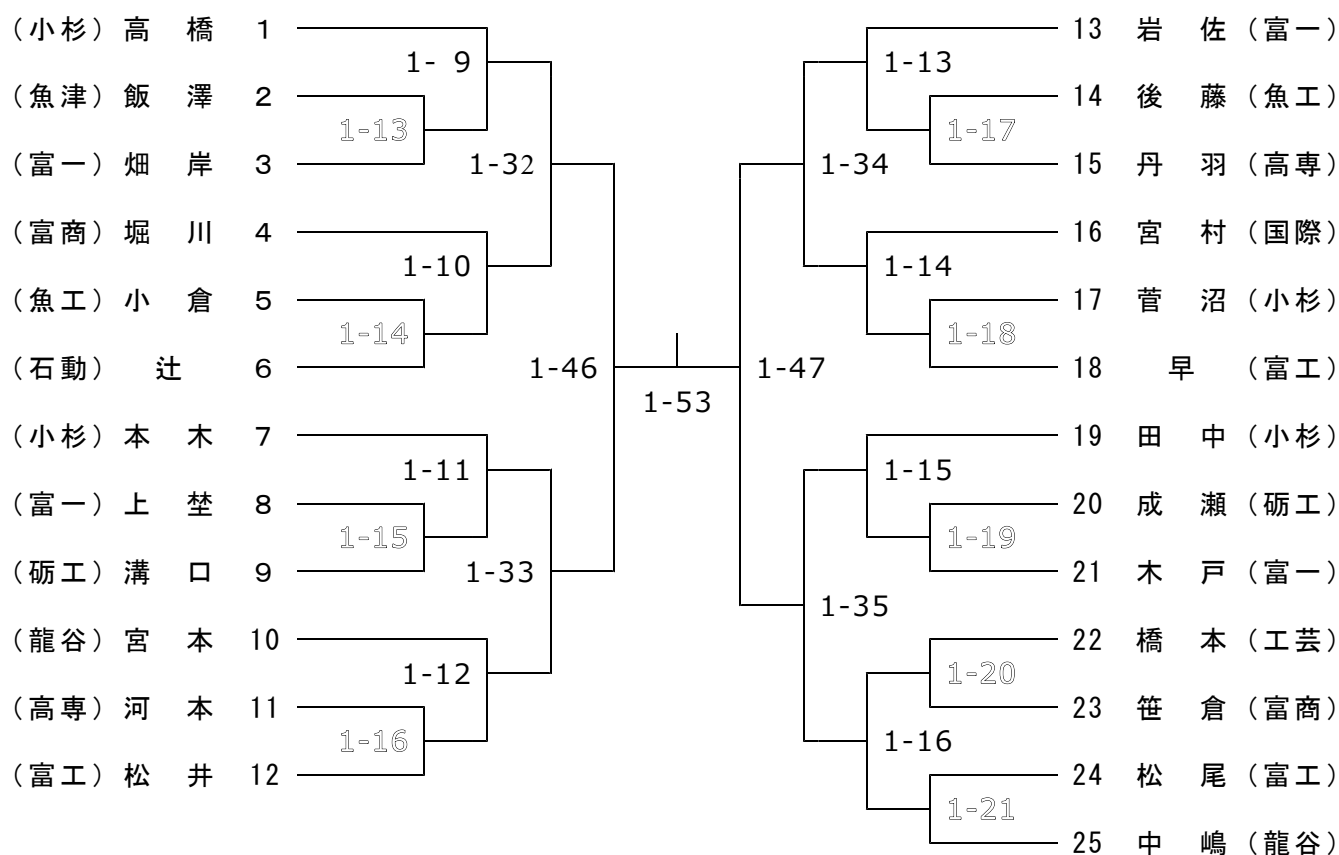 (小杉) 高橋 1
1- 9
(魚津) 飯澤 2
1-13
(富一) 畑岸 3
1-32
(富商) 堀川 4
1-10
(魚工) 小倉 5
1-14
(石動) 辻 6
1-46
(小杉) 本木 7
1-11
(富一) 上埜 8
1-15
(砺工) 溝口 9
1-33
(龍谷) 宮本 10
1-12
(高専) 河本 11
1-16
(富工) 松井 12
1-53
13 岩佐 (富一)
1-13
14 後藤 (魚工)
1-17
15 丹羽 (高専)
1-34
16 宮村 (国際)
1-14
17 菅沼 (小杉)
1-18
18 早 (富工)
1-47
19 田中 (小杉)
1-15
20 成瀬 (砺工)
1-19
21 木戸 (富一)
1-35
22 橋本 (工芸)
1-20
23 笹倉 (富商)
1-16
24 松尾 (富工)
1-21
25 中嶋 (龍谷)